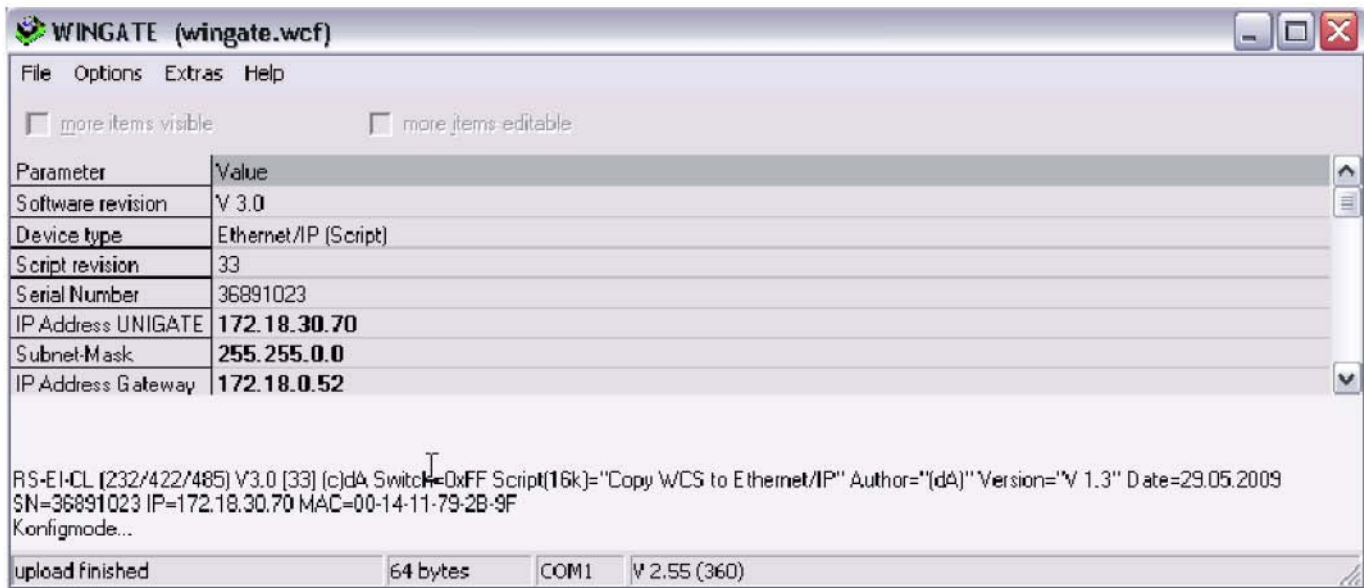 WINGATE (wingate.wcf)
File Options Extras Help
more items visible more items editable
Parameter Value
Software revision V 3.0
Device type Ethernet/IP (Script)
Script revision 33
Serial Number 36891023
IP Address UNIGATE 172.18.30.70
Subnet-Mask 255.255.0.0
IP Address Gateway 172.18.0.52
RS-EI-CL (232/422/485) V3.0 [33] (c)dA Switch=0xFF Script(16k)="Copy WCS to Ethernet/IP" Author="(dA)" Version="V 1.3" Date=29.05.2009
SN=36891023 IP=172.18.30.70 MAC=00-14-11-79-2B-9F
Konfigmode...
upload finished 64 bytes COM1 V 2.55 (360)